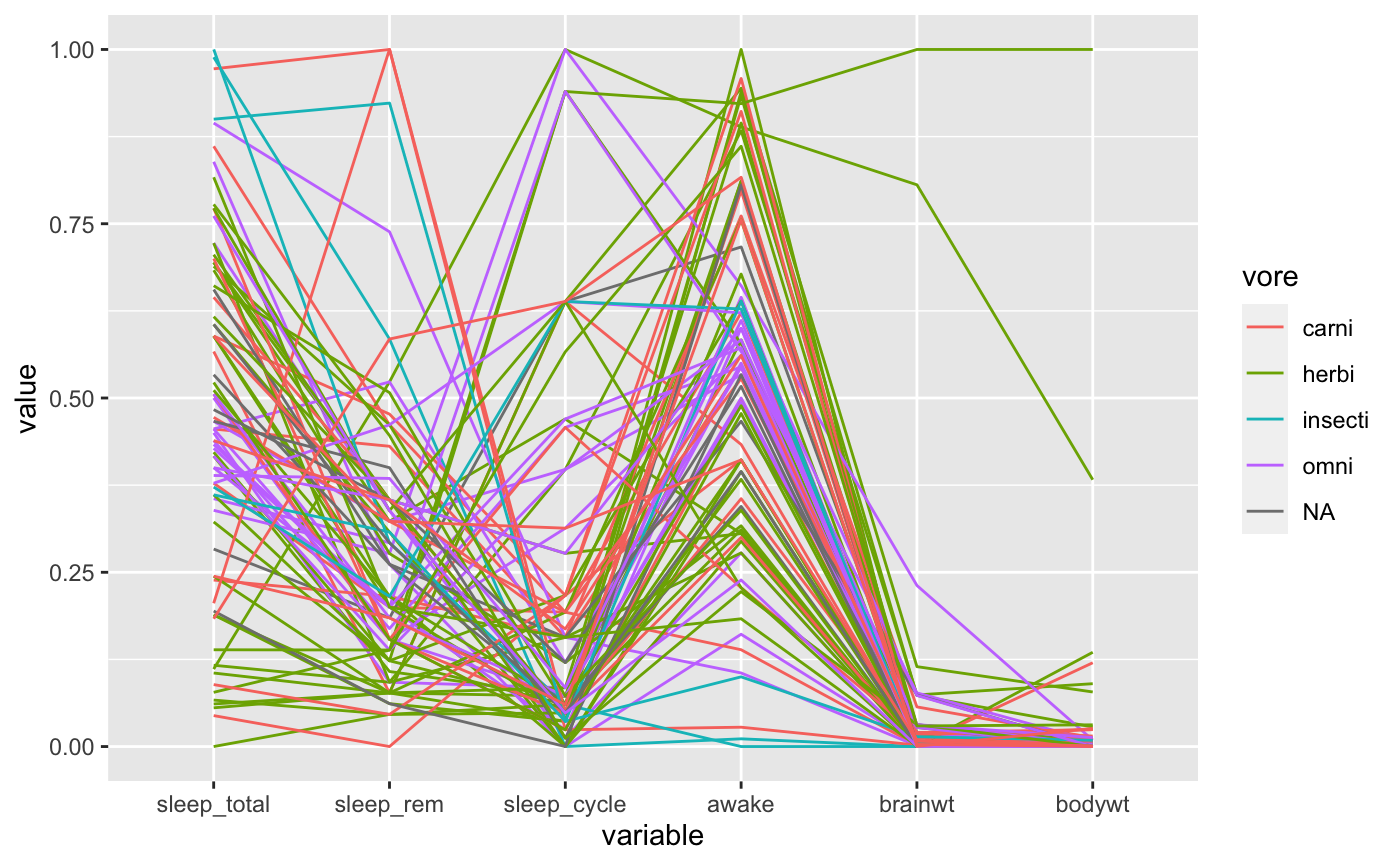 1.00
0.75
0.50
0.25
0.00
value
sleep_total sleep_rem sleep_cycle awake brainwt bodywt
variable
vore
carni
herbi
insecti
omni
NA